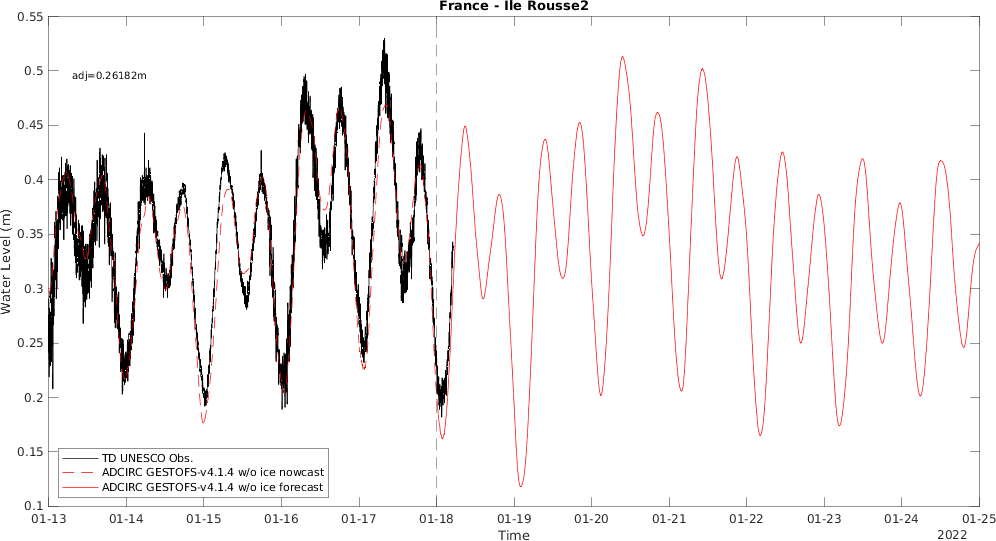 France - Ile Rousse2
0.55
0.5
0.45
0.4
0.35
0.3
0.25
0.2
0.15
0.1
Water Level (m)
adj=0.26182m
TD UNESCO Obs.
ADCIRC GESTOFS-v4.1.4 w/o ice nowcast
ADCIRC GESTOFS-v4.1.4 w/o ice forecast
01-13 01-14 01-15 01-16 01-17 01-18 01-19 01-20 01-21 01-22 01-23 01-24 01-25
Time
2022